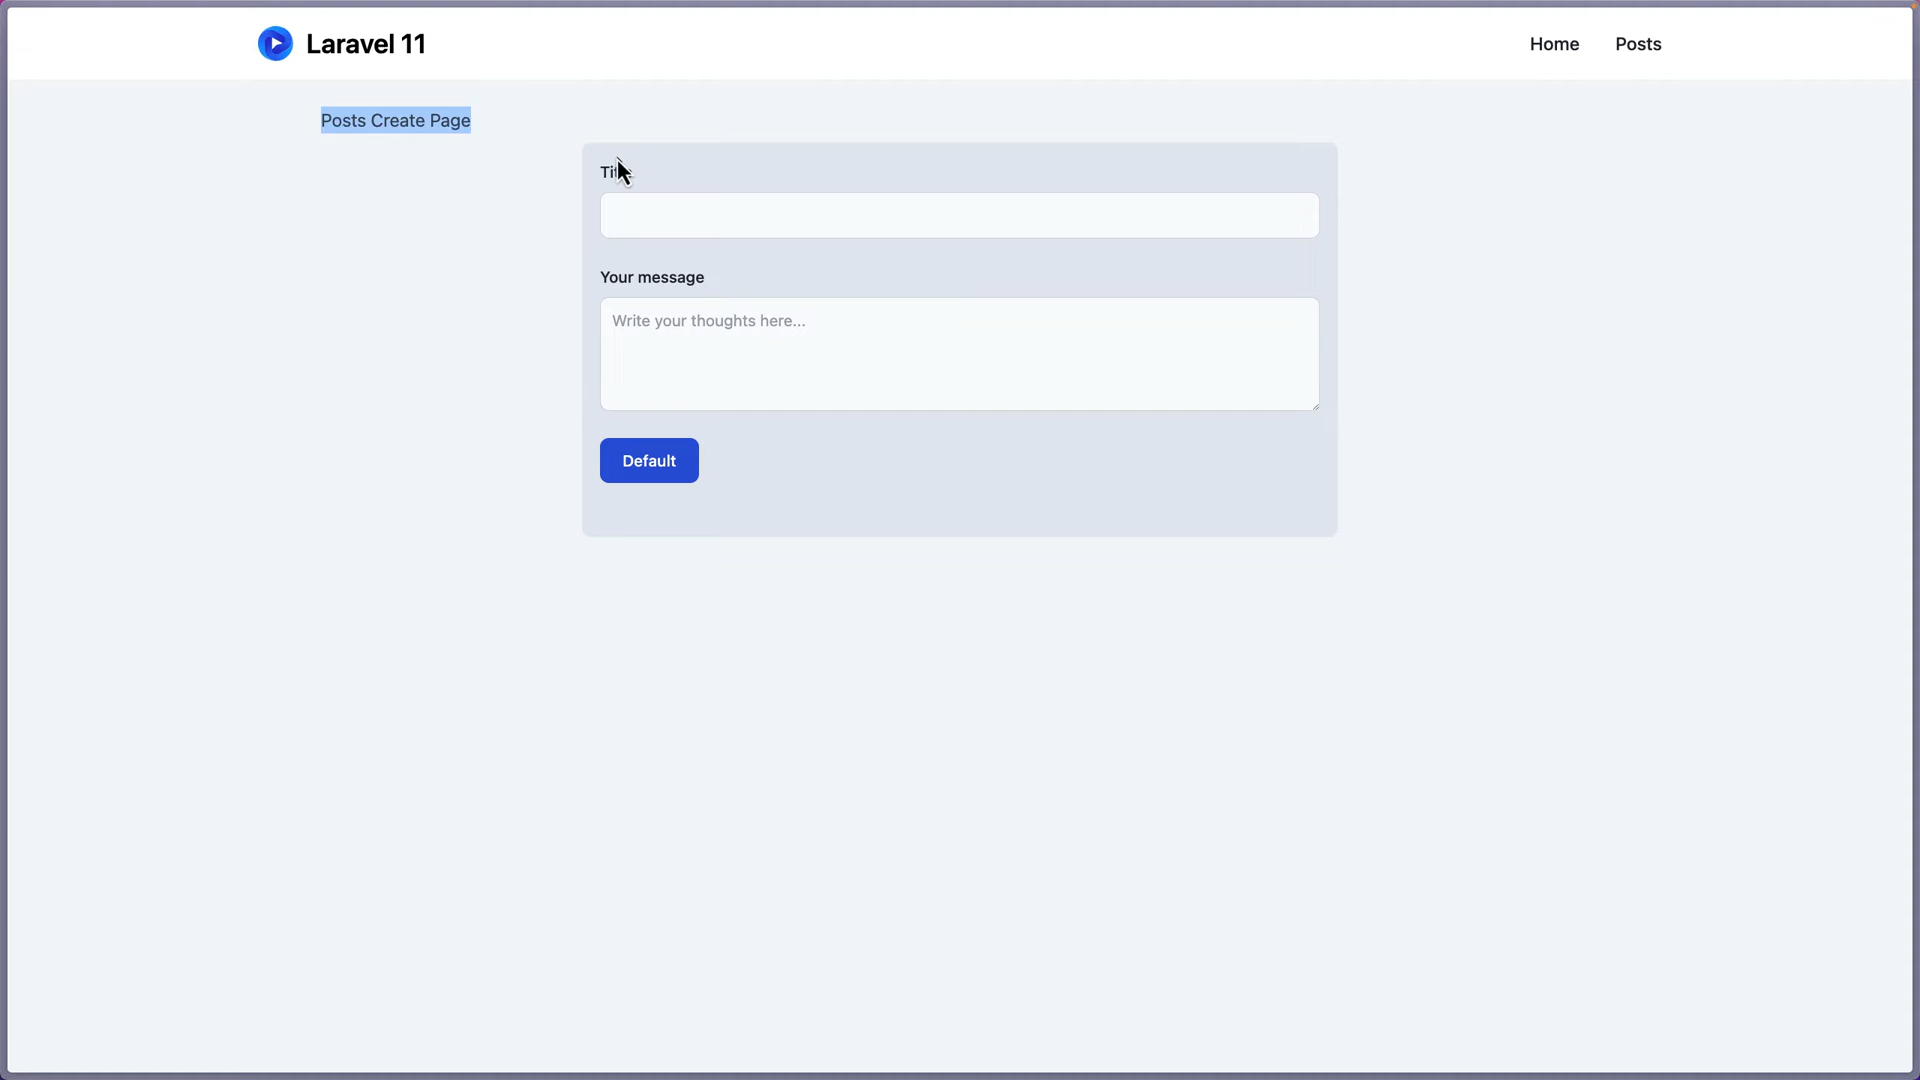 Laravel 11
Home
Posts
Posts Create Page
Your message
Write your thoughts here...
Default